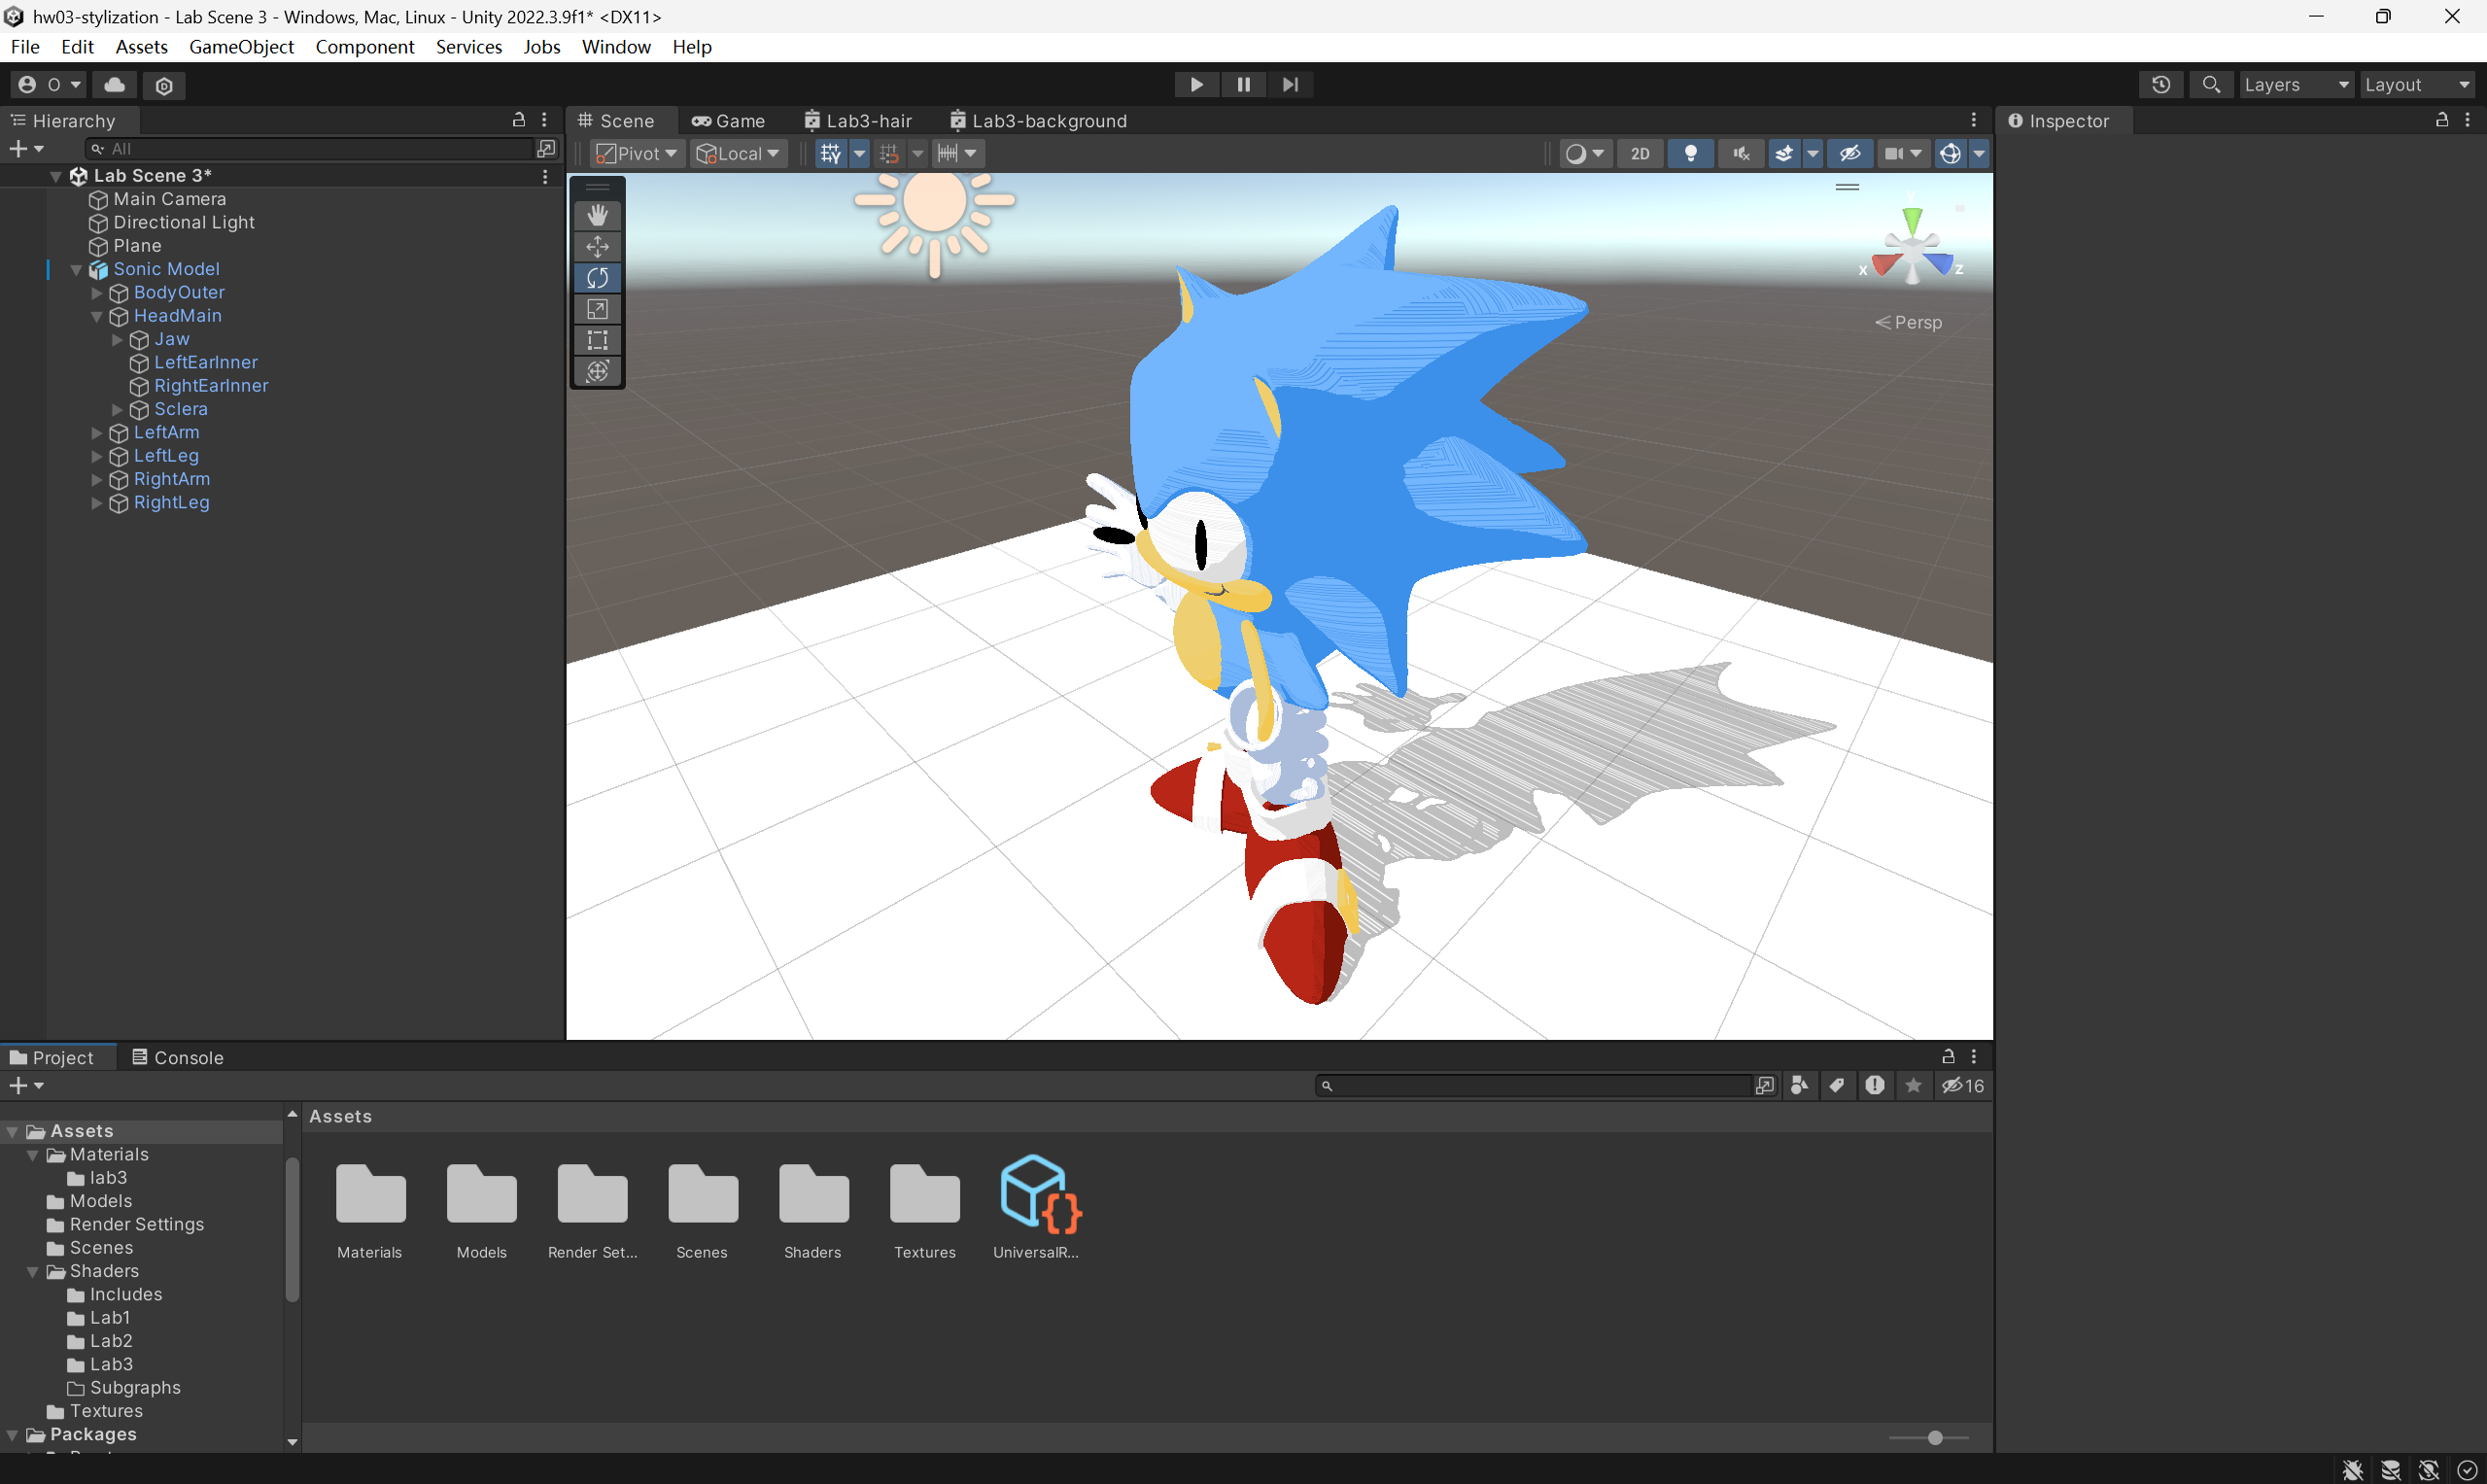 hw03-stylization - Lab Scene 3 - Windows, Mac, Linux - Unity 2022.3.9f1* <DX11>
File Edit Assets GameObject Component Services Jobs Window Help
O Layers Layout
Hierarchy
All
Lab Scene 3*
Main Camera
Directional Light
Plane
Sonic Model
BodyOuter
HeadMain
Jaw
LeftEarInner
RightEarInner
Sclera
LeftArm
LeftLeg
RightArm
RightLeg
Scene Game Lab3-hair Lab3-background
Pivot Local 2D
x z
Persp
Inspector
Project Console
16
Assets
Materials
lab3
Models
Render Settings
Scenes
Shaders
Includes
Lab1
Lab2
Lab3
Subgraphs
Textures
Packages
Assets
Materials Models Render Set... Scenes Shaders Textures UniversalR...